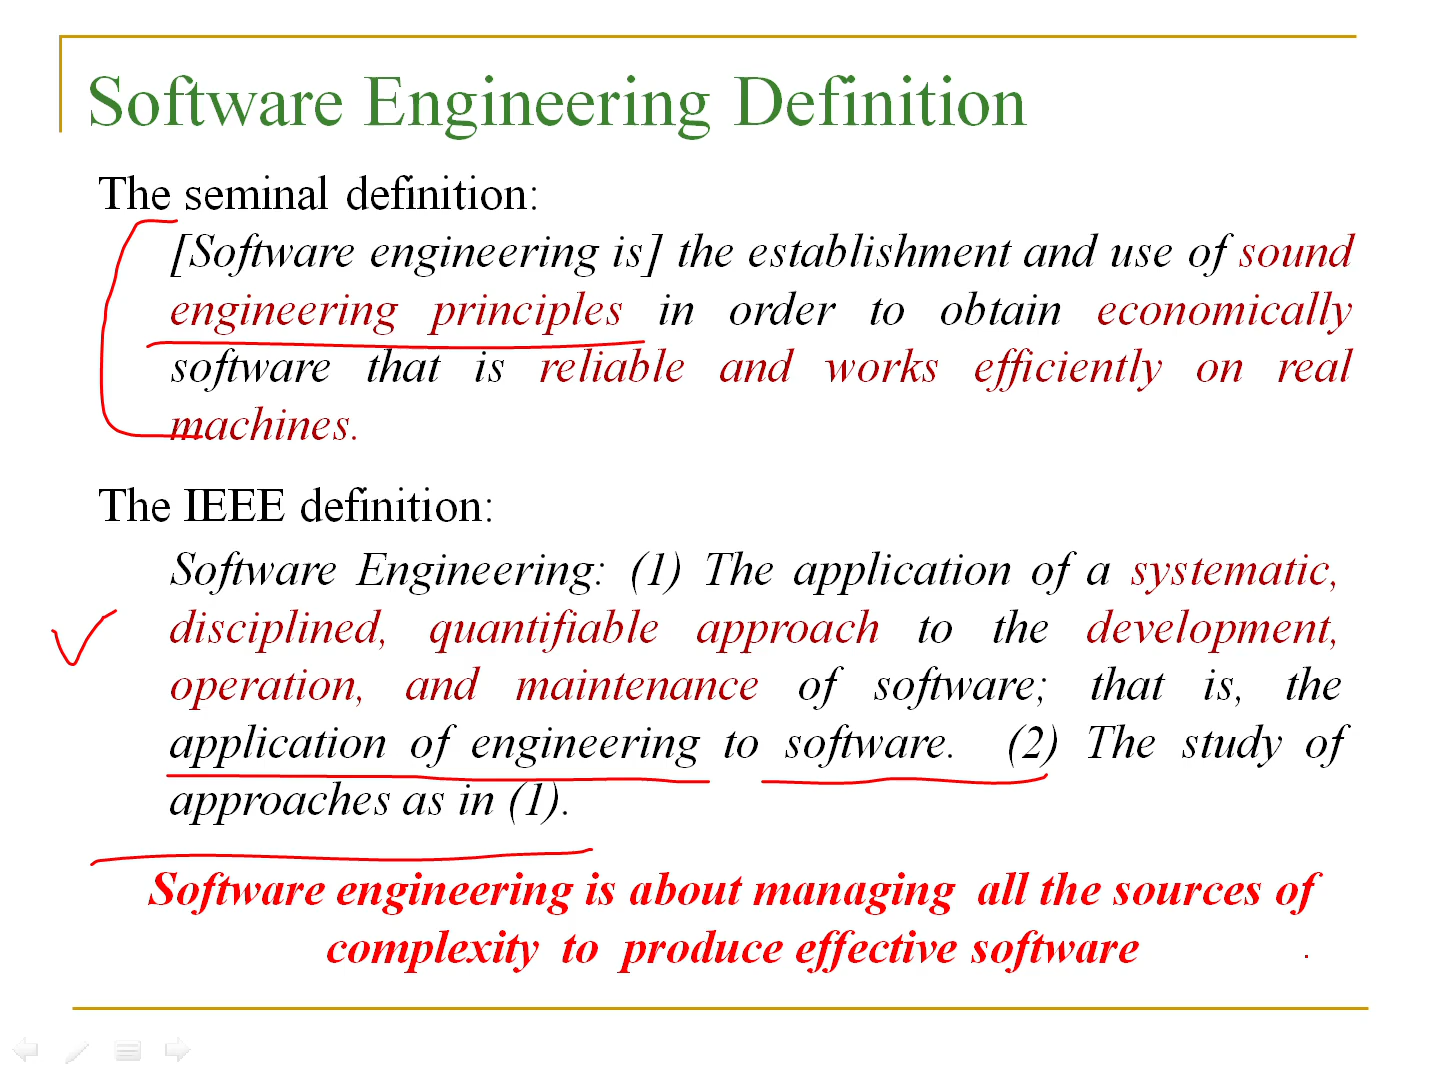 Software Engineering Definition
The seminal definition:
[Software engineering is] the establishment and use of sound
engineering principles in order to obtain economically
software that is reliable and works efficiently on real
machines.
The IEEE definition:
Software Engineering: (1) The application of a systematic,
disciplined, quantifiable approach to the development,
operation, and maintenance of software; that is, the
application of engineering to software. (2) The study of
approaches as in (1).
Software engineering is about managing all the sources of
complexity to produce effective software